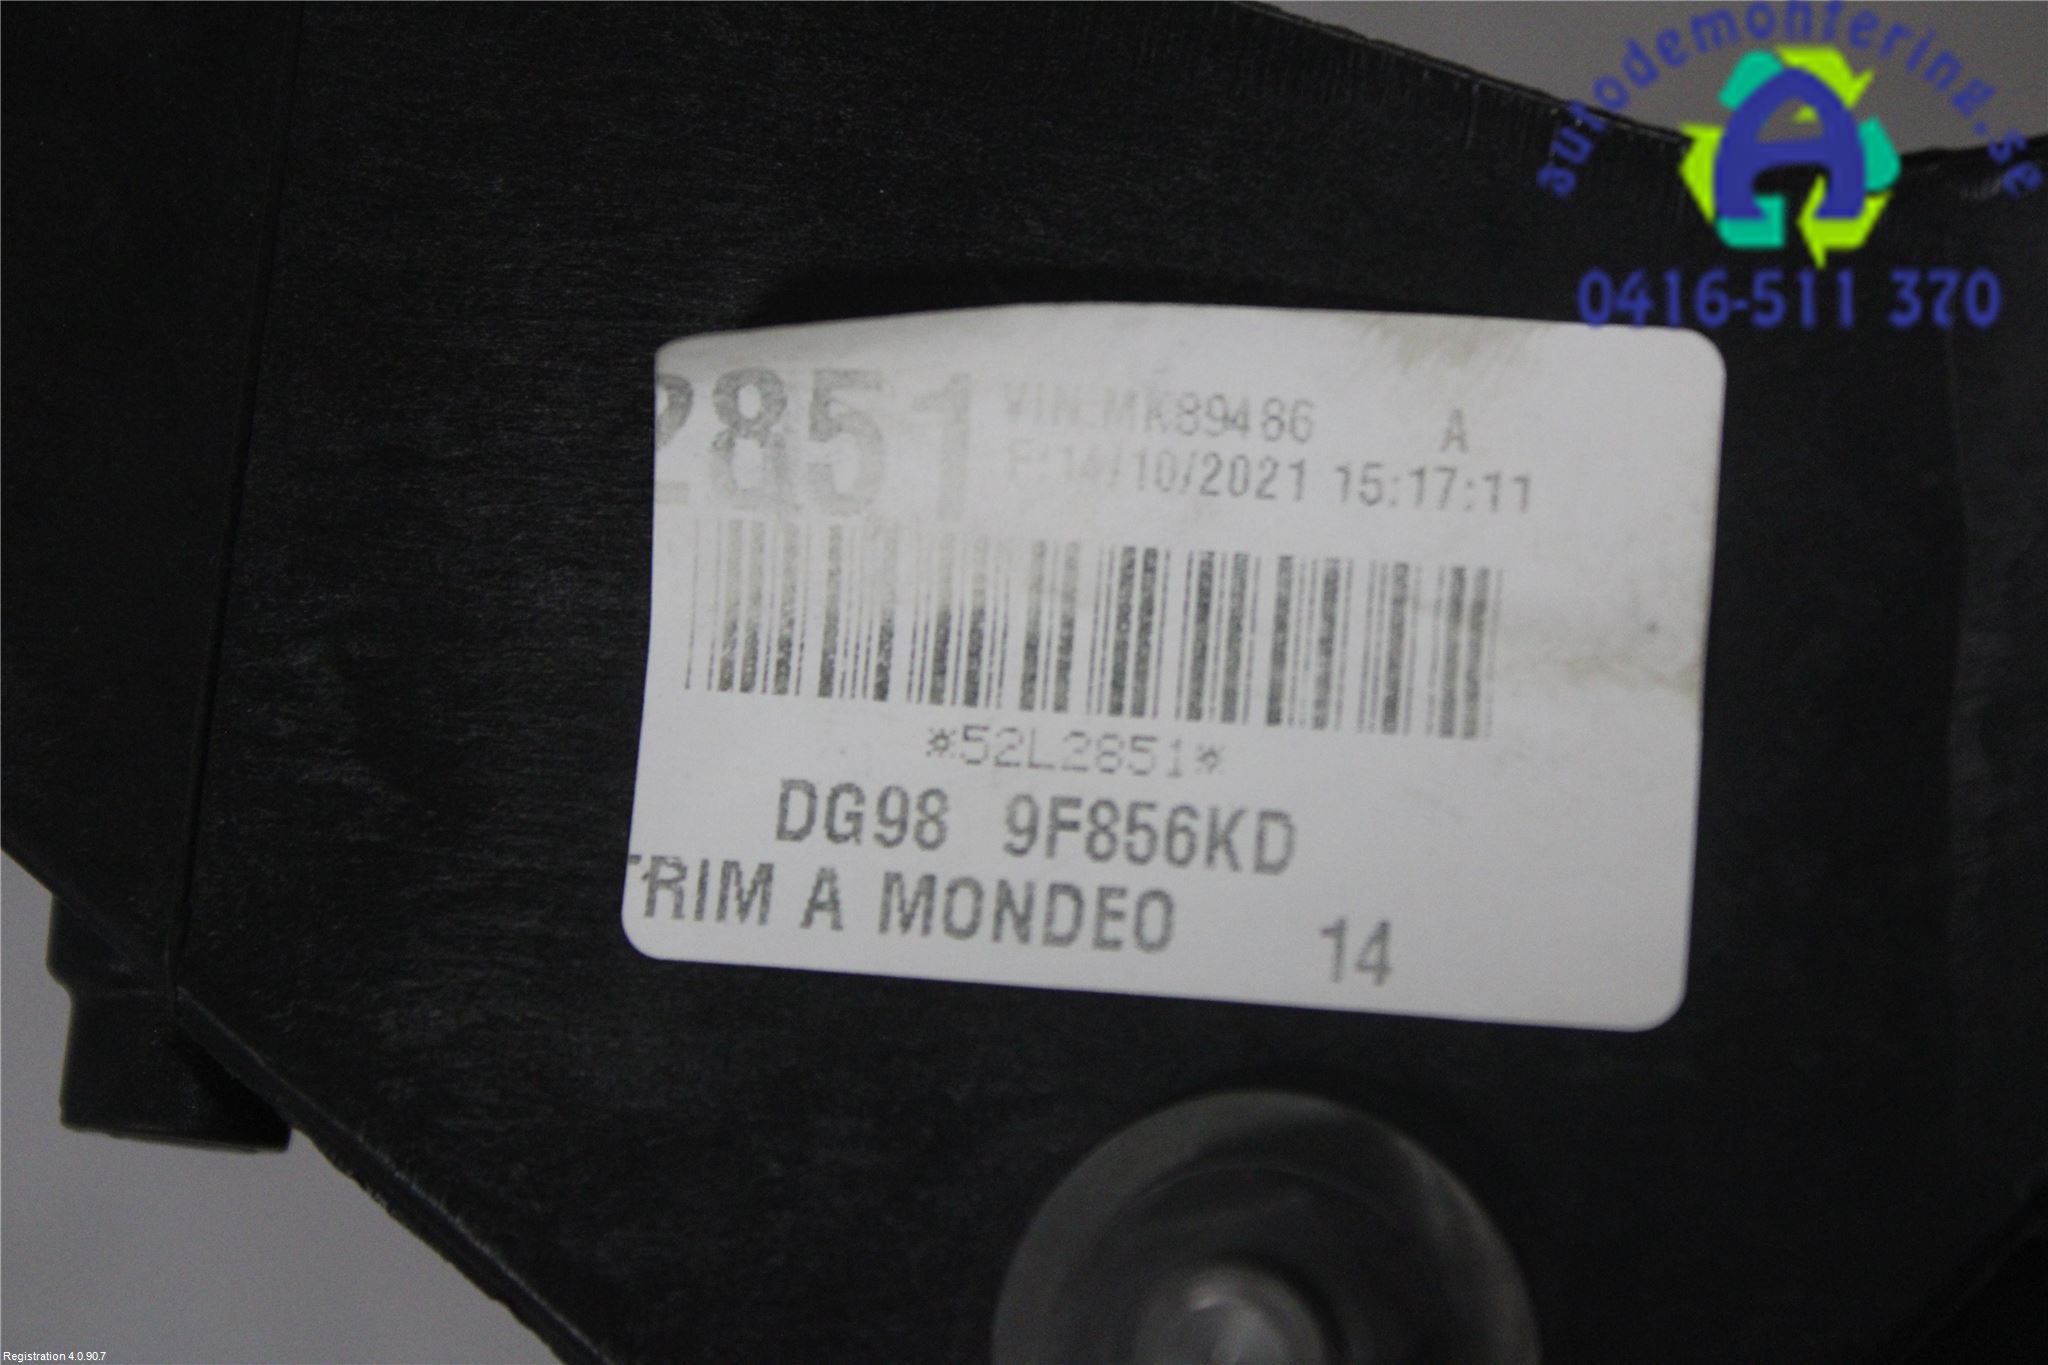 autodemontering.se
A
0416-511 370
2851
VIN:MK89486 A
F:14/10/2021 15:17:11
*52L2851*
DG98 9F856KD
TRIM A MONDEO 14
Registration 4.0.90.7